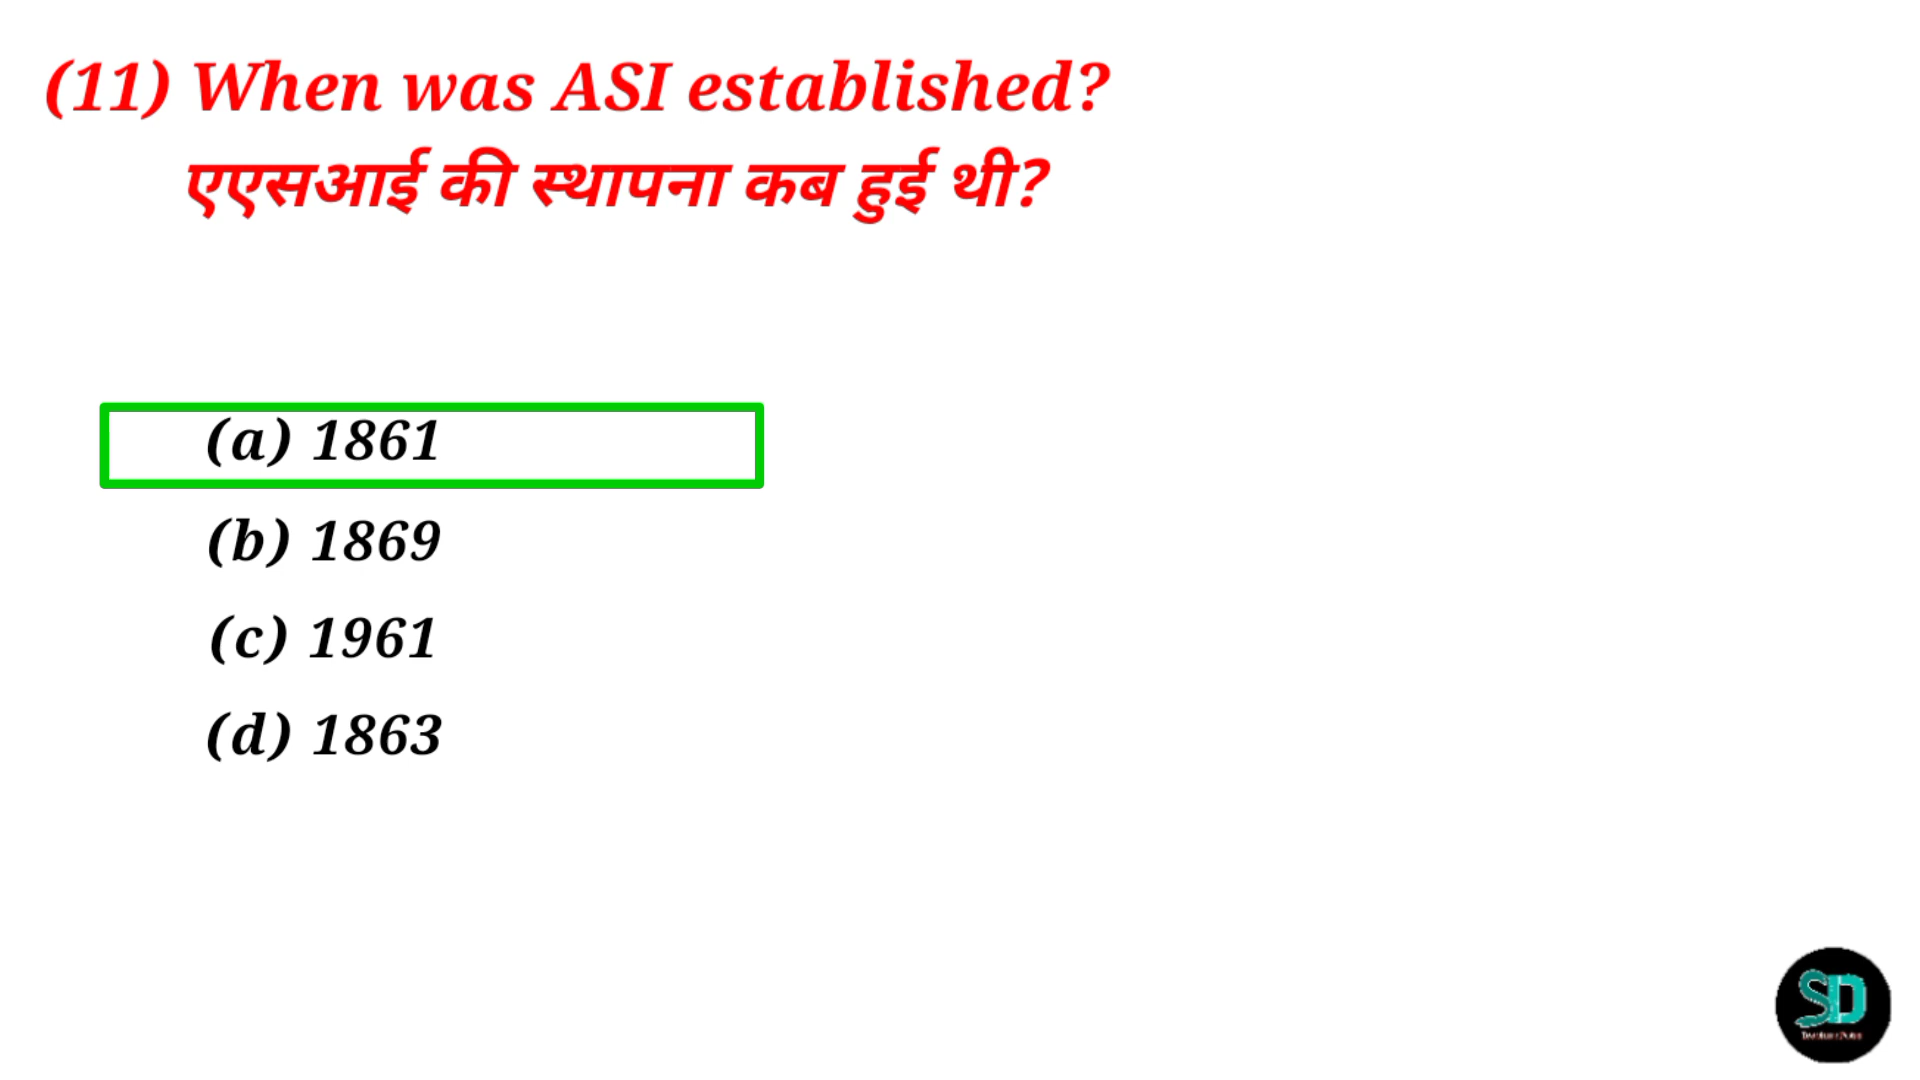 (11) When was ASI established?
एएसआई की स्थापना कब हुई थी?
(a) 1861
(b) 1869
(c) 1961
(d) 1863
SD